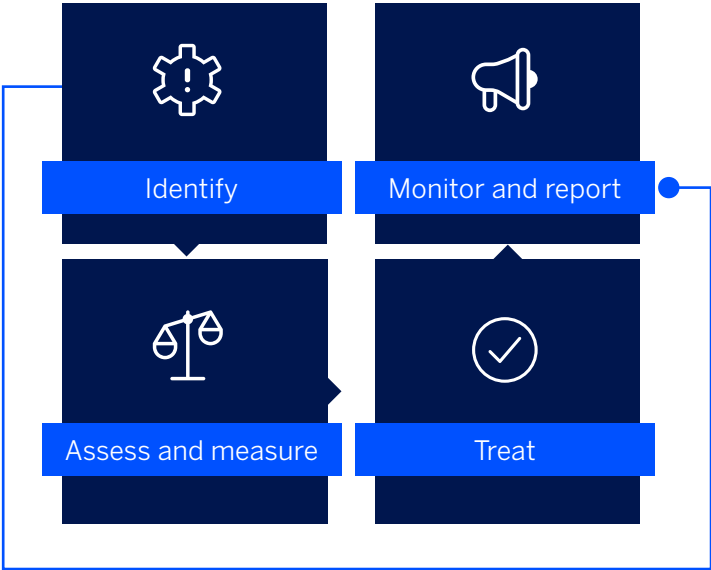 Identify
Monitor and report
Assess and measure
Treat